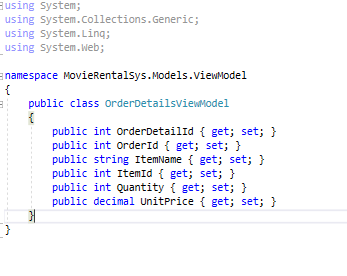 using System;
using System.Collections.Generic;
using System.Linq;
using System.Web;
namespace MovieRentalSys.Models.ViewModel
{
public class OrderDetailsViewModel
{
public int OrderDetailId { get; set; }
public int OrderId { get; set; }
public string ItemName { get; set; }
public int ItemId { get; set; }
public int Quantity { get; set; }
public decimal UnitPrice { get; set; }
}
}